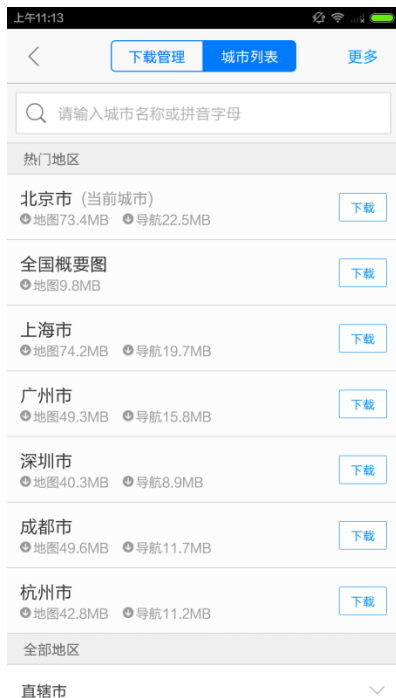 上午11:13
下载管理 城市列表 更多
请输入城市名称或拼音字母
热门地区
北京市 (当前城市)
地图73.4MB 导航22.5MB
下载
全国概要图
地图9.8MB
下载
上海市
地图74.2MB 导航19.7MB
下载
广州市
地图49.3MB 导航15.8MB
下载
深圳市
地图40.3MB 导航8.9MB
下载
成都市
地图49.6MB 导航11.7MB
下载
杭州市
地图42.8MB 导航11.2MB
下载
全部地区
直辖市